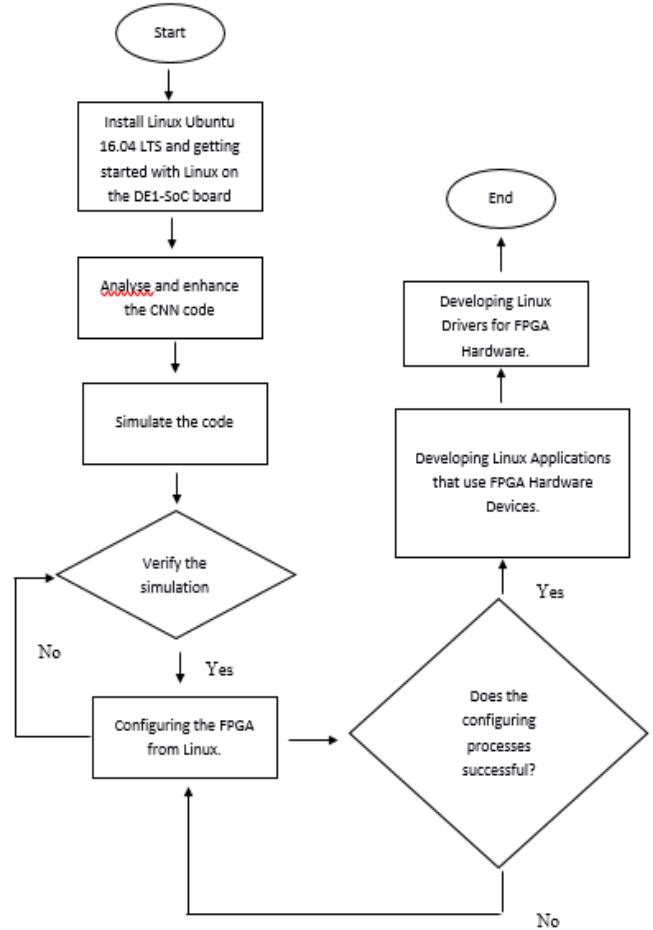 Start
Install Linux Ubuntu
16.04 LTS and getting
started with Linux on
the DE1-SoC board
Analyse and enhance
the CNN code
Simulate the code
Verify the
simulation
No
Yes
Configuring the FPGA
from Linux.
Does the
configuring
processes
successful?
No
Yes
Developing Linux Applications
that use FPGA Hardware
Devices.
Developing Linux
Drivers for FPGA
Hardware.
End